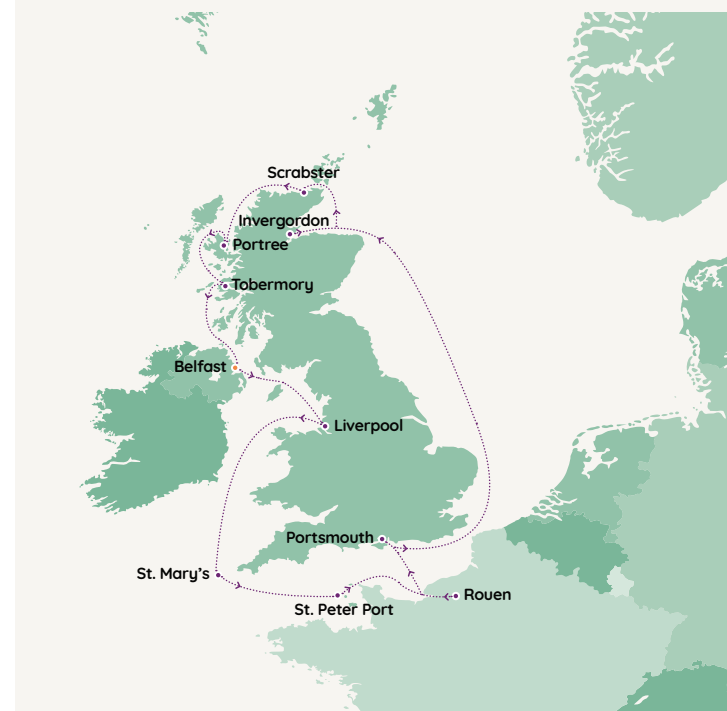 Scrabster
Invergordon
Portree
Tobermory
Belfast
Liverpool
Portsmouth
St. Mary's
Rouen
St. Peter Port